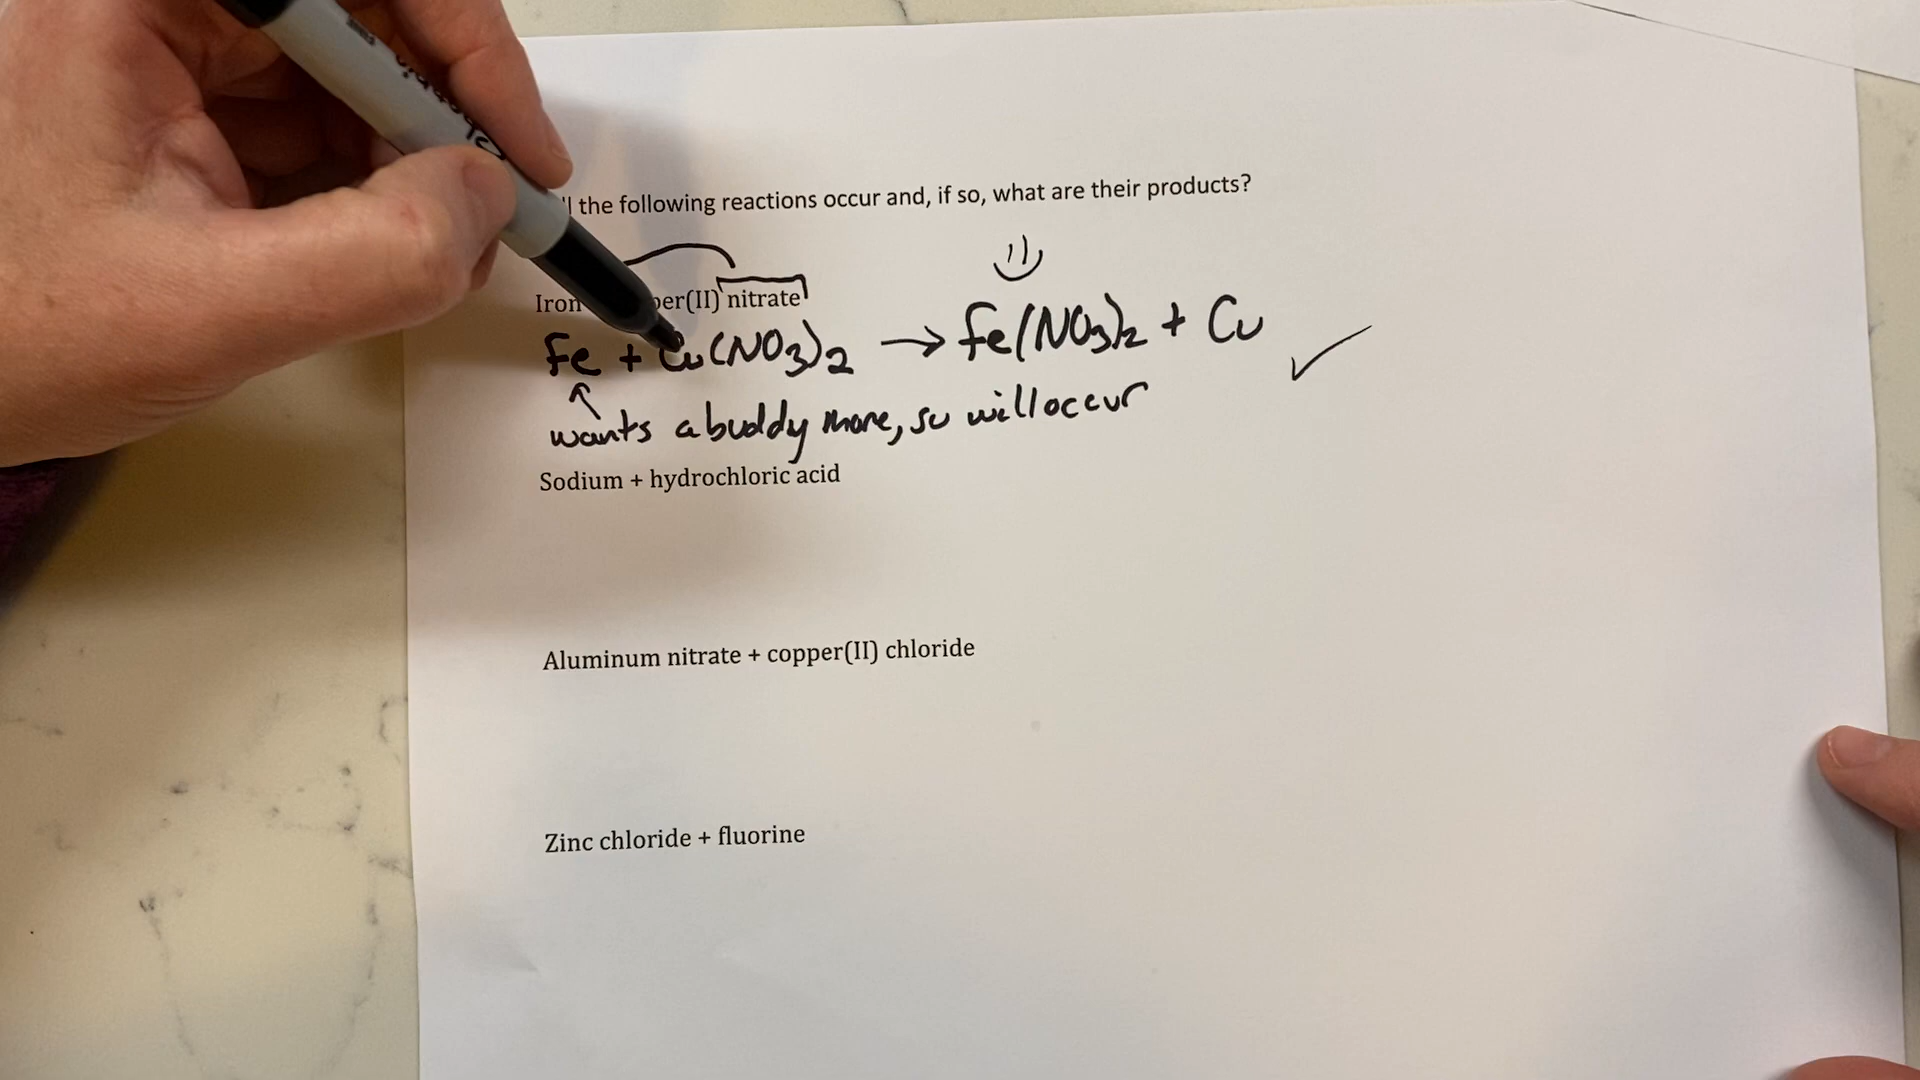 the following reactions occur and, if so, what are their products?
Iron per(II) nitrate
Fe + Cu(NO3)2 → Fe(NO3)2 + Cu ✓
wants a buddy more, so will occur
Sodium + hydrochloric acid
Aluminum nitrate + copper(II) chloride
Zinc chloride + fluorine